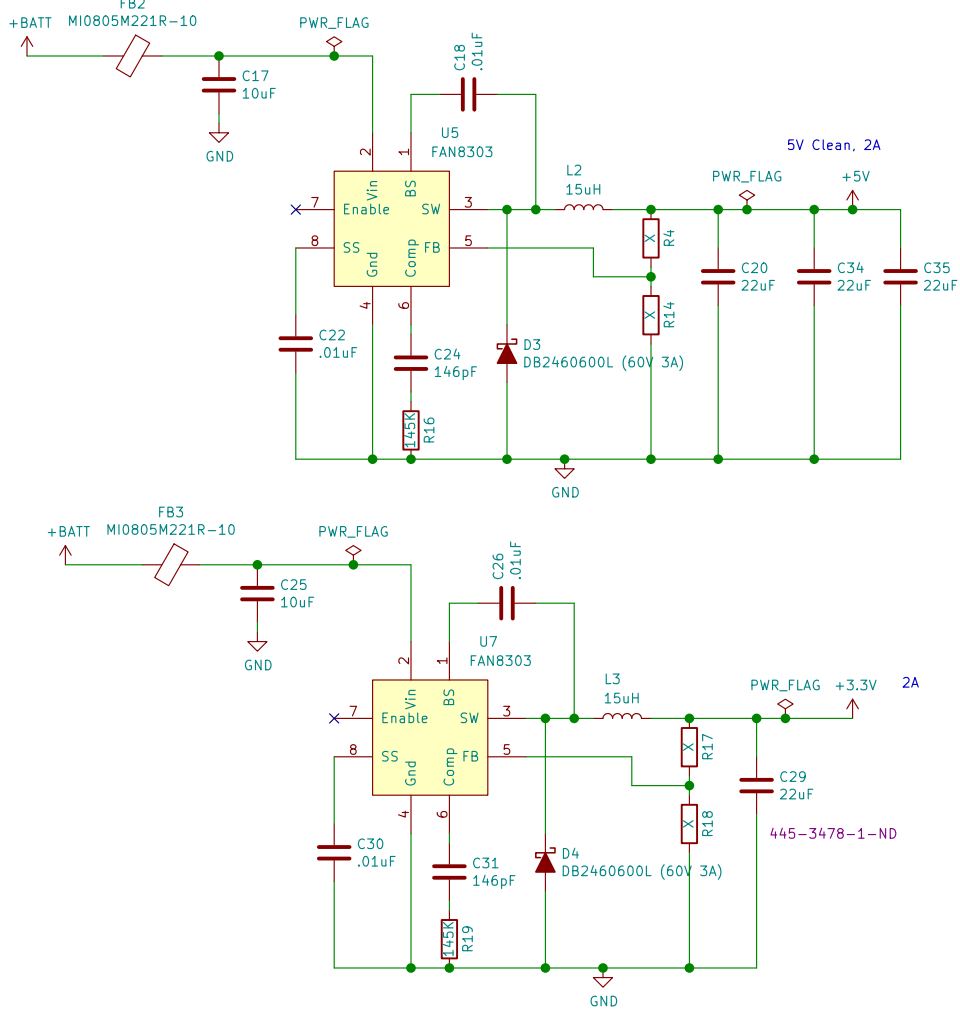 FB2
+BATT
MI0805M221R-10
PWR_FLAG
C18
.01uF
C17
10uF
GND
U5
FAN8303
2
1
Vin
BS
7
Enable
SW
3
8
SS
FB
5
Gnd
Comp
4
6
L2
15uH
5V Clean, 2A
PWR_FLAG
+5V
X
R4
X
R14
C20
22uF
C34
22uF
C35
22uF
C22
.01uF
C24
146pF
D3
DB2460600L (60V 3A)
145K
R16
GND
FB3
+BATT
MI0805M221R-10
PWR_FLAG
C26
.01uF
C25
10uF
GND
U7
FAN8303
2
1
Vin
BS
7
Enable
SW
3
8
SS
FB
5
Gnd
Comp
4
6
L3
15uH
PWR_FLAG
+3.3V
2A
X
R17
X
R18
C29
22uF
445-3478-1-ND
C30
.01uF
C31
146pF
D4
DB2460600L (60V 3A)
145K
R19
GND